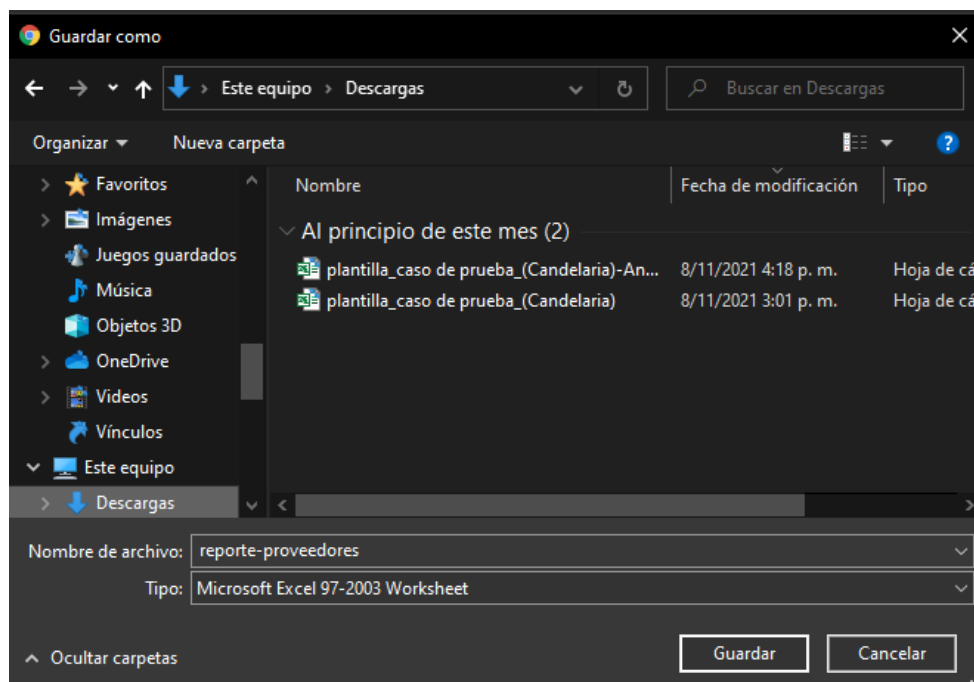 Guardar como
Este equipo > Descargas
Buscar en Descargas
Organizar
Nueva carpeta
Nombre
Fecha de modificación
Tipo
Favoritos
Imágenes
Juegos guardados
Música
Objetos 3D
OneDrive
Videos
Vínculos
Este equipo
Descargas
Al principio de este mes (2)
plantilla_caso de prueba_(Candelaria)-An... 8/11/2021 4:18 p. m. Hoja de cá
plantilla_caso de prueba_(Candelaria) 8/11/2021 3:01 p. m. Hoja de cá
Nombre de archivo: reporte-proveedores
Tipo: Microsoft Excel 97-2003 Worksheet
Ocultar carpetas
Guardar
Cancelar